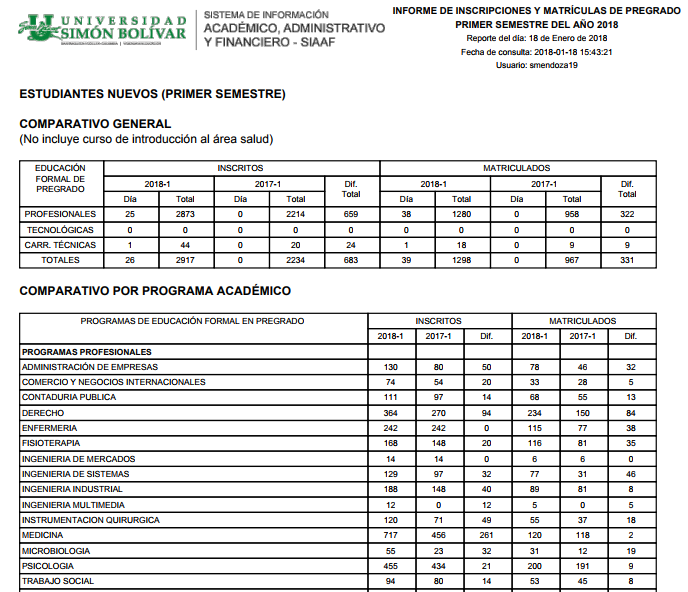 UNIVERSIDAD
SIMÓN BOLÍVAR
SISTEMA DE INFORMACIÓN
ACADÉMICO, ADMINISTRATIVO
Y FINANCIERO - SIAAF
INFORME DE INSCRIPCIONES Y MATRÍCULAS DE PREGRADO
PRIMER SEMESTRE DEL AÑO 2018
Reporte del día: 18 de Enero de 2018
Fecha de consulta: 2018-01-18 15:43:21
Usuario: smendoza19
ESTUDIANTES NUEVOS (PRIMER SEMESTRE)
COMPARATIVO GENERAL
(No incluye curso de introducción al área salud)
EDUCACIÓN FORMAL DE PREGRADO INSCRITOS MATRICULADOS
2018-1 2017-1 Dif. Total 2018-1 2017-1 Dif. Total
Día Total Día Total Día Total Día Total
PROFESIONALES 25 2873 0 2214 659 38 1280 0 958 322
TECNOLÓGICAS 0 0 0 0 0 0 0 0 0 0
CARR. TÉCNICAS 1 44 0 20 24 1 18 0 9 9
TOTALES 26 2917 0 2234 683 39 1298 0 967 331
COMPARATIVO POR PROGRAMA ACADÉMICO
PROGRAMAS DE EDUCACIÓN FORMAL EN PREGRADO INSCRITOS MATRICULADOS
2018-1 2017-1 Dif. 2018-1 2017-1 Dif.
PROGRAMAS PROFESIONALES
ADMINISTRACIÓN DE EMPRESAS 130 80 50 78 46 32
COMERCIO Y NEGOCIOS INTERNACIONALES 74 54 20 33 28 5
CONTADURIA PUBLICA 111 97 14 68 55 13
DERECHO 364 270 94 234 150 84
ENFERMERIA 242 242 0 115 77 38
FISIOTERAPIA 168 148 20 116 81 35
INGENIERIA DE MERCADOS 14 14 0 6 6 0
INGENIERIA DE SISTEMAS 129 97 32 77 31 46
INGENIERIA INDUSTRIAL 188 148 40 89 81 8
INGENIERIA MULTIMEDIA 12 0 12 5 0 5
INSTRUMENTACION QUIRURGICA 120 71 49 55 37 18
MEDICINA 717 456 261 120 118 2
MICROBIOLOGIA 55 23 32 31 12 19
PSICOLOGIA 455 434 21 200 191 9
TRABAJO SOCIAL 94 80 14 53 45 8